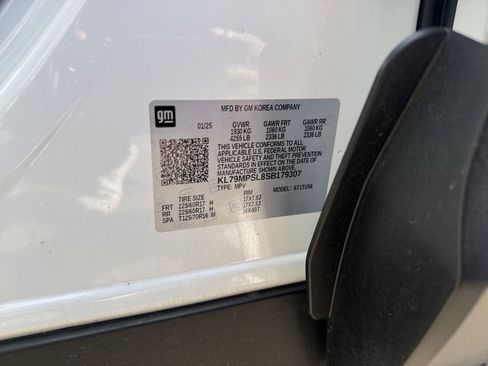 gm
MFD BY GM KOREA COMPANY
01/25 GVWR GAWR FRT GAWR RR
1930 KG 1060 KG 1060 KG
4255 LB 2336 LB 2336 LB
THIS VEHICLE CONFORMS TO ALL
APPLICABLE U.S. FEDERAL MOTOR
VEHICLE SAFETY AND THEFT PREVENTION
STANDARDS IN EFFECT ON THE DATE OF
MANUFACTURE SHOWN ABOVE.
KL79MPSL8SB179307
TYPE: MPV MODEL: 671TU56
TIRE SIZE RIM
FRT 225/60R17 H 17X7.5J
RR 225/60R17 H 17X7.5J
SPA T125/70R16 M 16X4BT